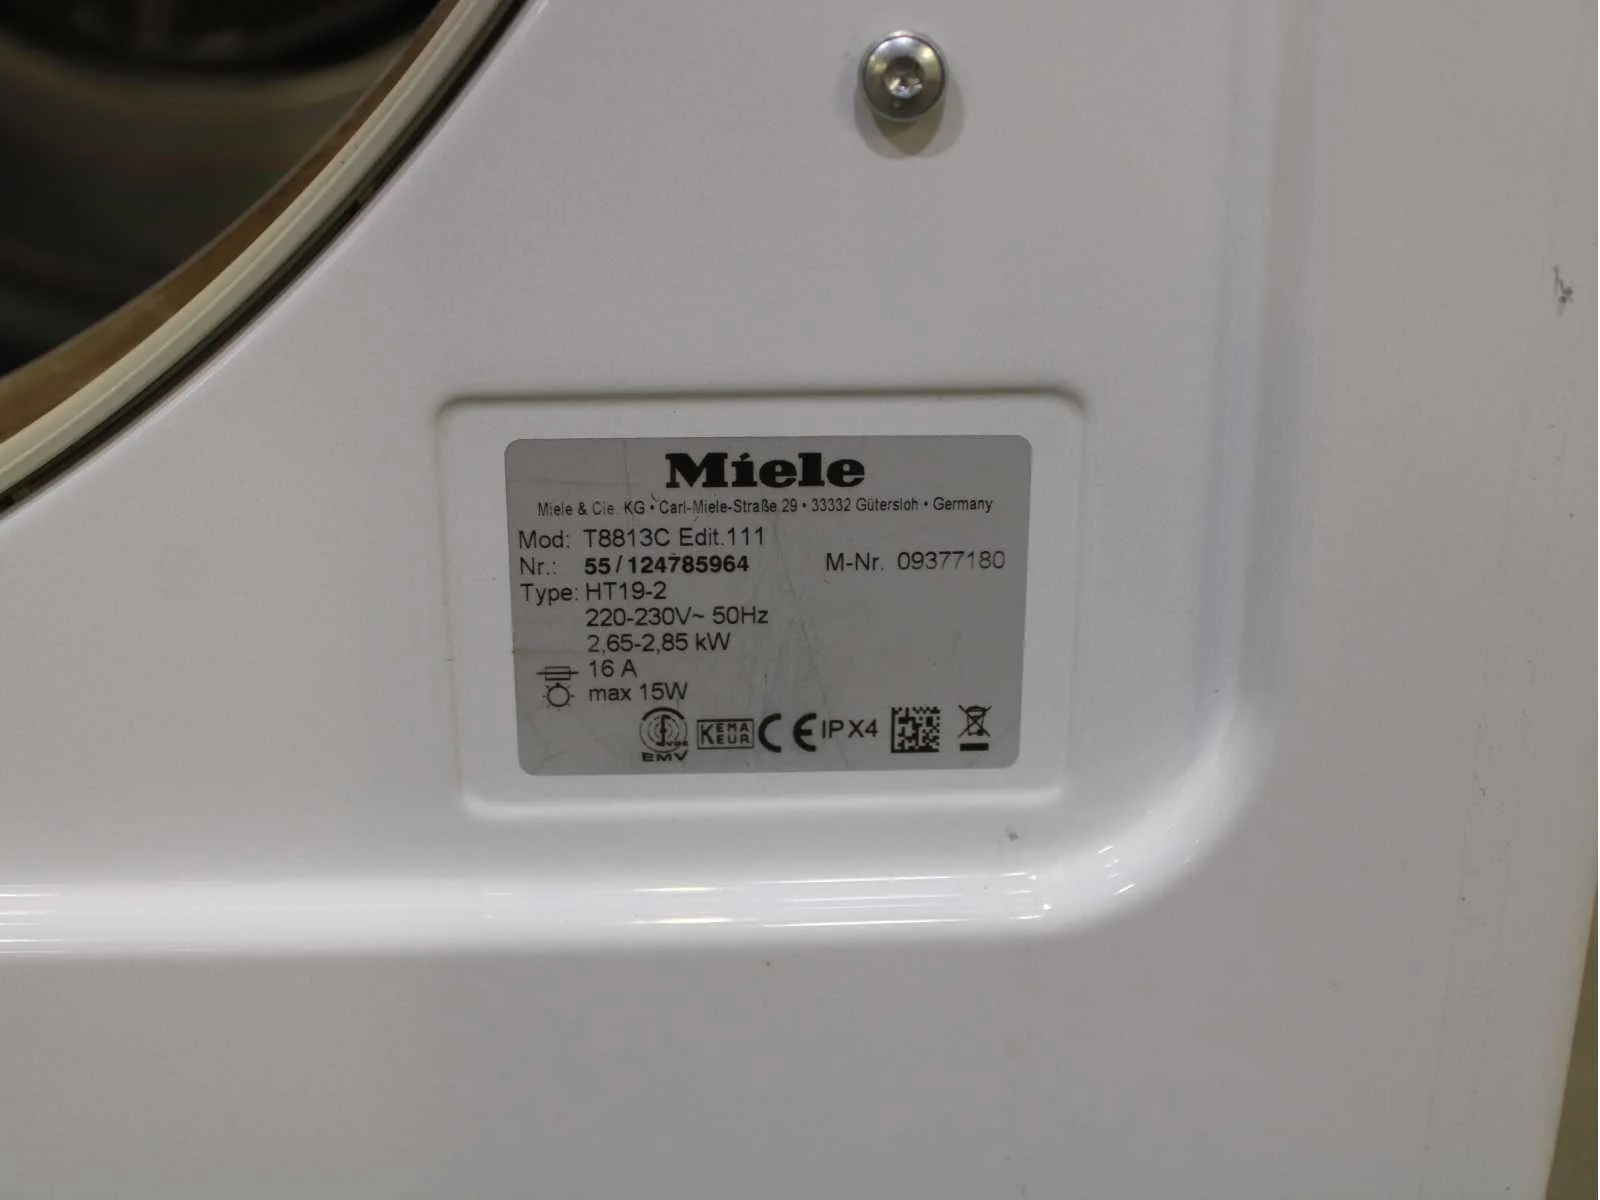 Miele
Miele & Cie. KG • Carl-Miele-Straße 29 • 33332 Gütersloh • Germany
Mod: T8813C Edit.111
Nr.: 55/124785964 M-Nr. 09377180
Type: HT19-2
220-230V~ 50Hz
2,65-2,85 kW
16 A
max 15W
VDE
EMV
KEMA
KEUR
CE
IPX4